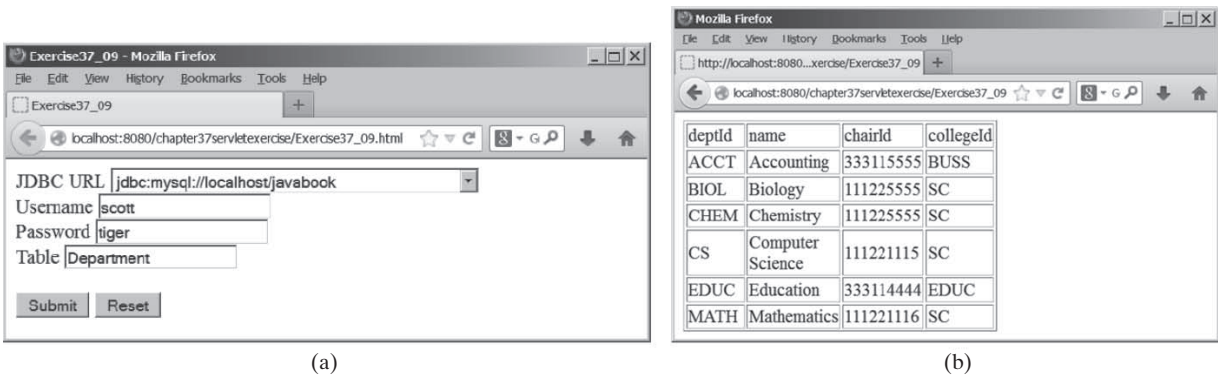 Exercise37_09 - Mozilla Firefox
File Edit View History Bookmarks Tools Help
Exercise37_09 +
localhost:8080/chapter37servletexercise/Exercise37_09.html 8 G
JDBC URL jdbc:mysql://localhost/javabook
Username scott
Password tiger
Table Department
Submit Reset
(a)
Mozilla Firefox
File Edit View History Bookmarks Tools Help
http://localhost:8080...xercise/Exercise37_09 +
localhost:8080/chapter37servletexercise/Exercise37_09 8 G
deptId name chairId collegeId
ACCT Accounting 333115555 BUSS
BIOL Biology 111225555 SC
CHEM Chemistry 111225555 SC
CS Computer Science 111221115 SC
EDUC Education 333114444 EDUC
MATH Mathematics 111221116 SC
(b)